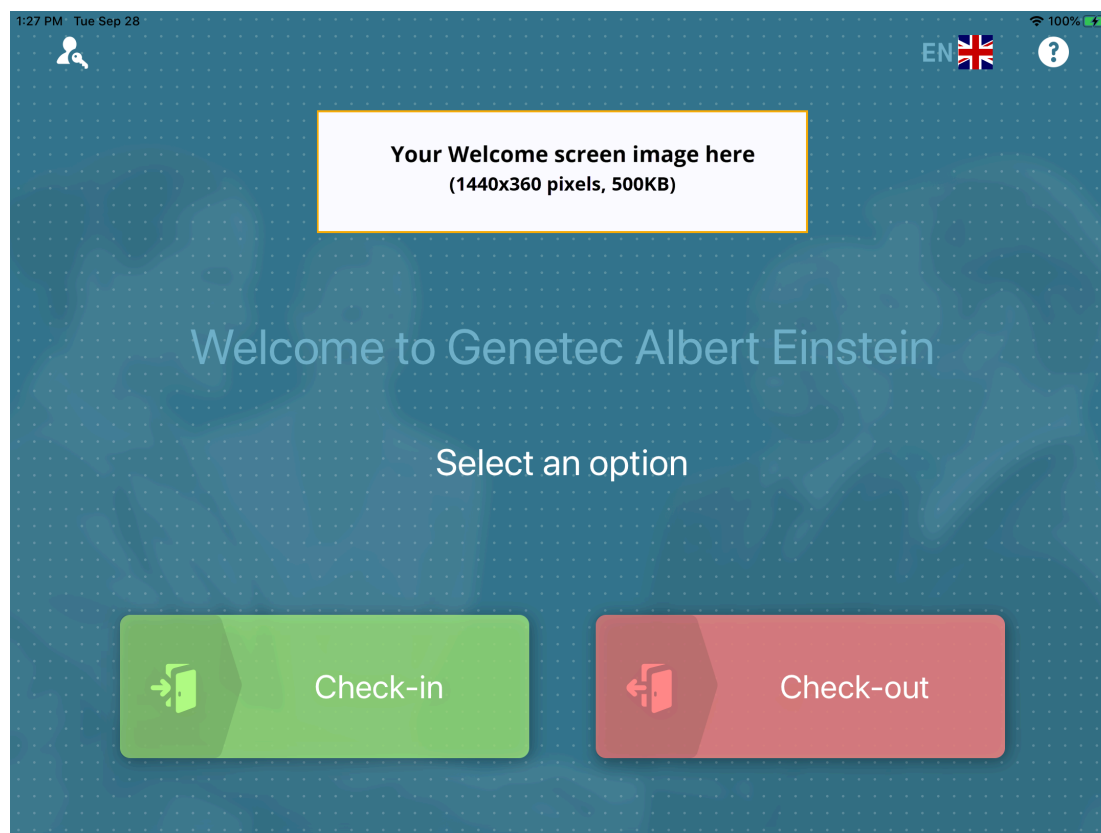 1:27 PM Tue Sep 28
100%
EN
?
Your Welcome screen image here
(1440x360 pixels, 500KB)
Welcome to Genetec Albert Einstein
Select an option
Check-in
Check-out